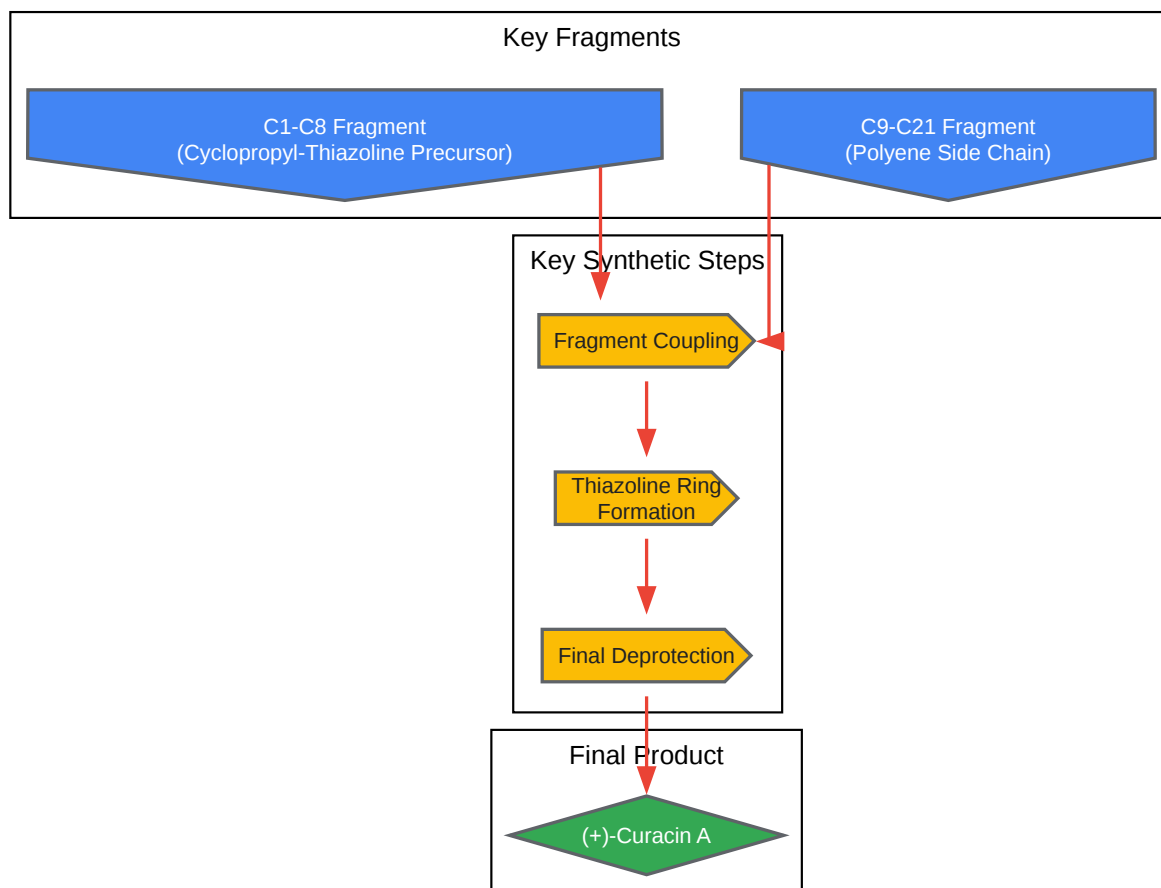 Key Fragments
C1-C8 Fragment
(Cyclopropyl-Thiazoline Precursor)
C9-C21 Fragment
(Polyene Side Chain)
Key Synthetic Steps
Fragment Coupling
Thiazoline Ring
Formation
Final Deprotection
Final Product
(+)-Curacin A